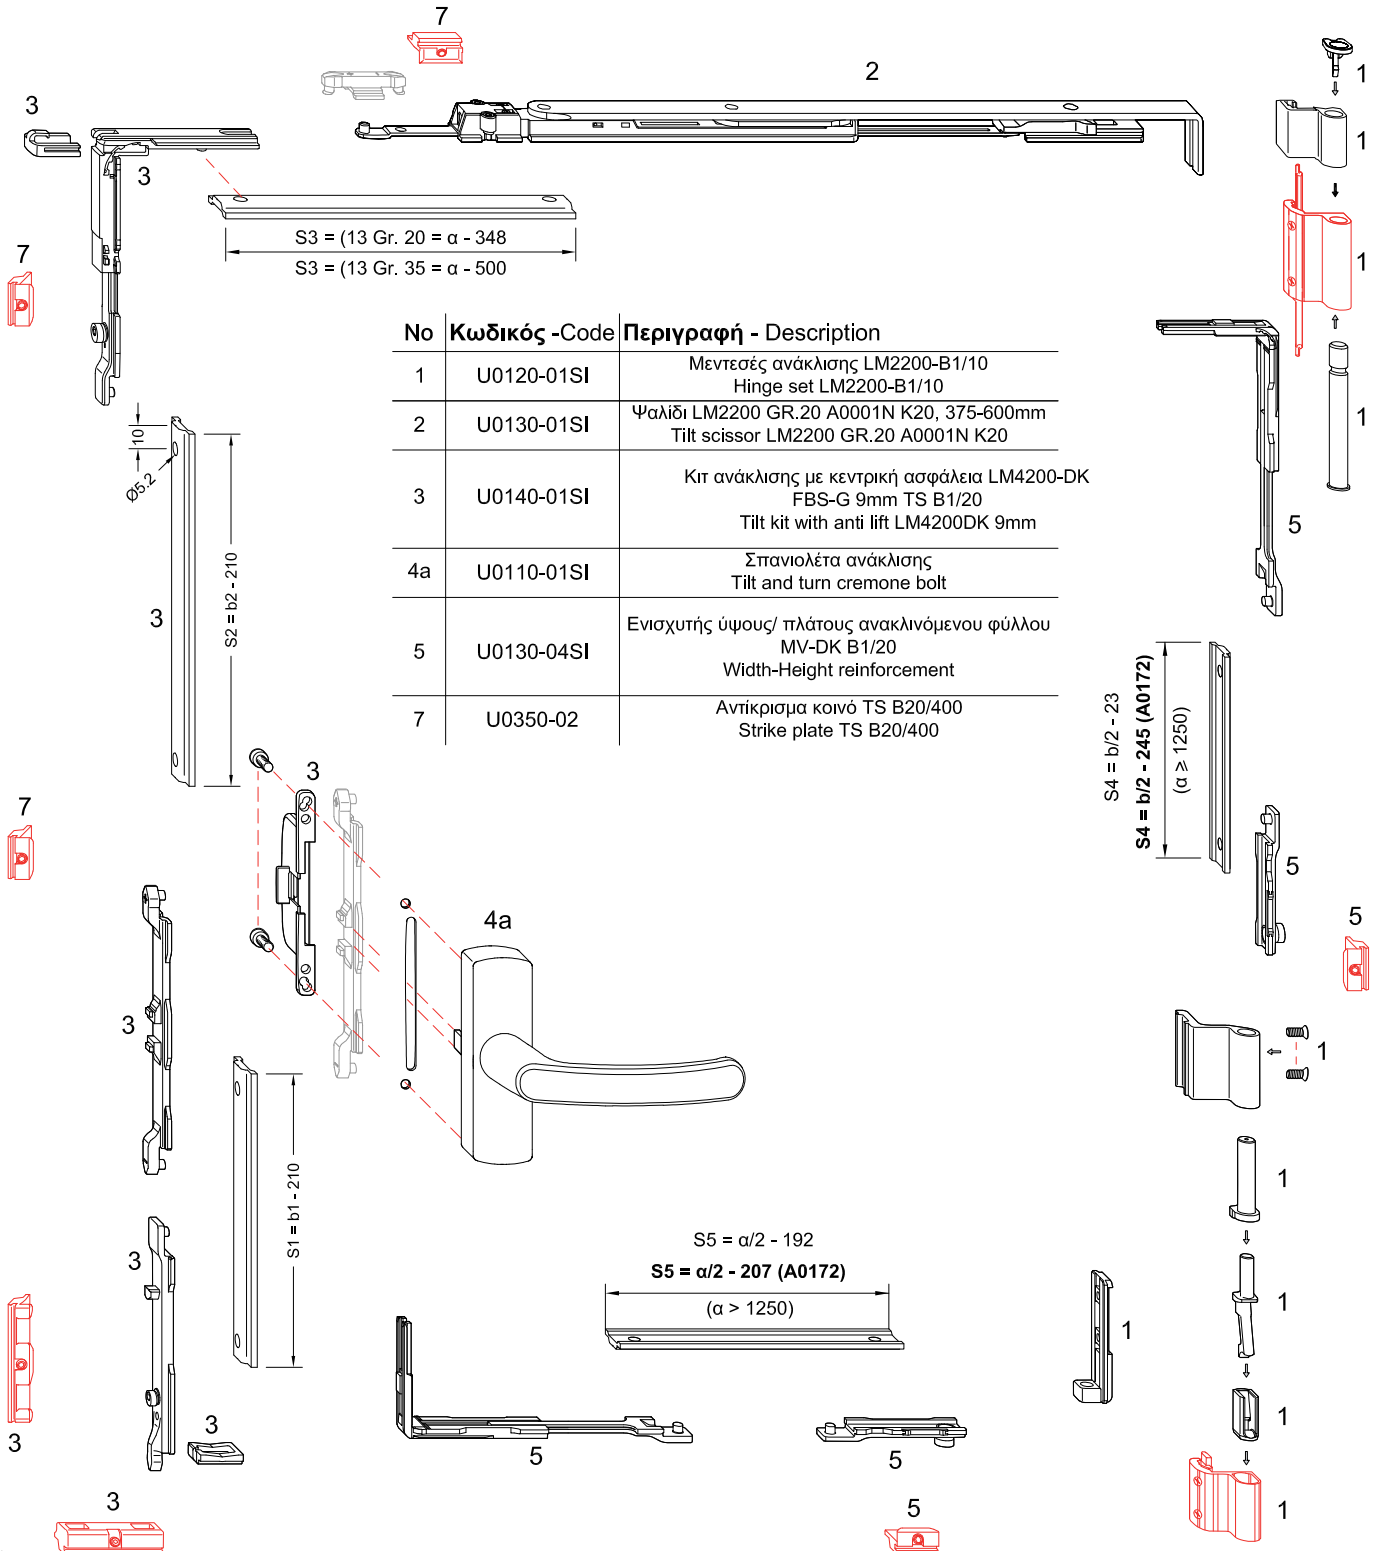 7
2
1
3
1
3
S3 = (13 Gr. 20 = α - 348
S3 = (13 Gr. 35 = α - 500
7
1
No Κωδικός -Code Περιγραφή - Description
1 U0120-01SI Μεντεσές ανάκλισης LM2200-B1/10
Hinge set LM2200-B1/10
2 U0130-01SI Ψαλίδι LM2200 GR.20 A0001N K20, 375-600mm
Tilt scissor LM2200 GR.20 A0001N K20
3 U0140-01SI Κιτ ανάκλισης με κεντρική ασφάλεια LM4200-DK
FBS-G 9mm TS B1/20
Tilt kit with anti lift LM4200DK 9mm
4a U0110-01SI Σπανιολέτα ανάκλισης
Tilt and turn cremone bolt
5 U0130-04SI Ενισχυτής ύψους/ πλάτους ανακλινόμενου φύλλου
MV-DK B1/20
Width-Height reinforcement
7 U0350-02 Αντίκρισμα κοινό TS B20/400
Strike plate TS B20/400
1
10
Ø5.2
5
3
S2 = b2 - 210
S4 = b/2 - 23
S4 = b/2 - 245 (A0172)
(α ≥ 1250)
3
7
5
4a
5
3
1
S1 = b1 - 210
1
S5 = α/2 - 192
S5 = α/2 - 207 (A0172)
(α > 1250)
3
1
1
1
3
3
5
5
3
5
1